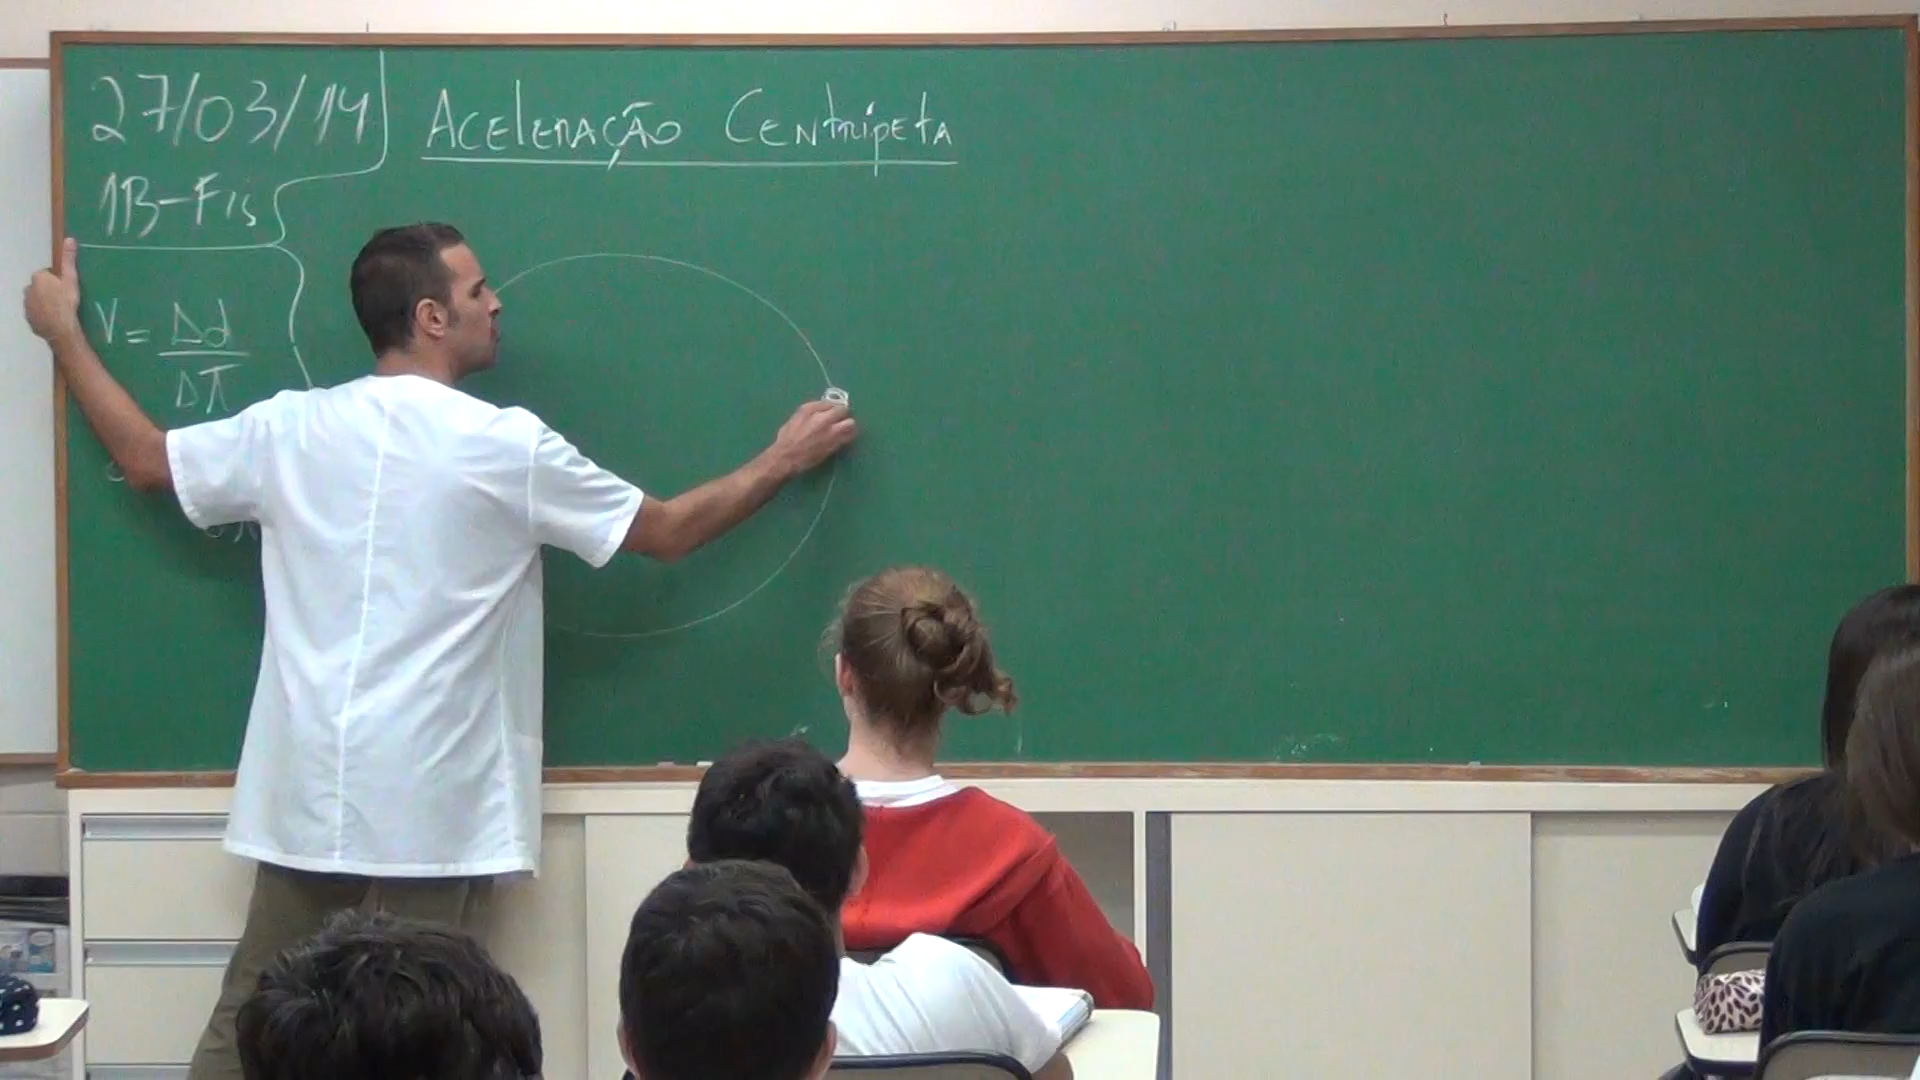 27/03/14
1B-Fis
Aceleração Centrípeta
V = Δd
Δt